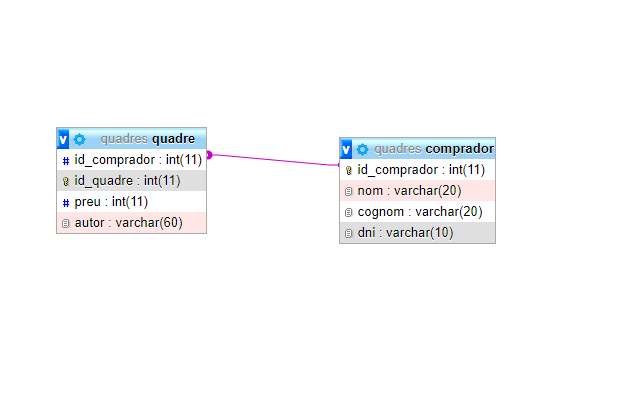 v quadres quadre
# id_comprador : int(11)
id_quadre : int(11)
# preu : int(11)
autor : varchar(60)
v quadres comprador
id_comprador : int(11)
nom : varchar(20)
cognom : varchar(20)
dni : varchar(10)